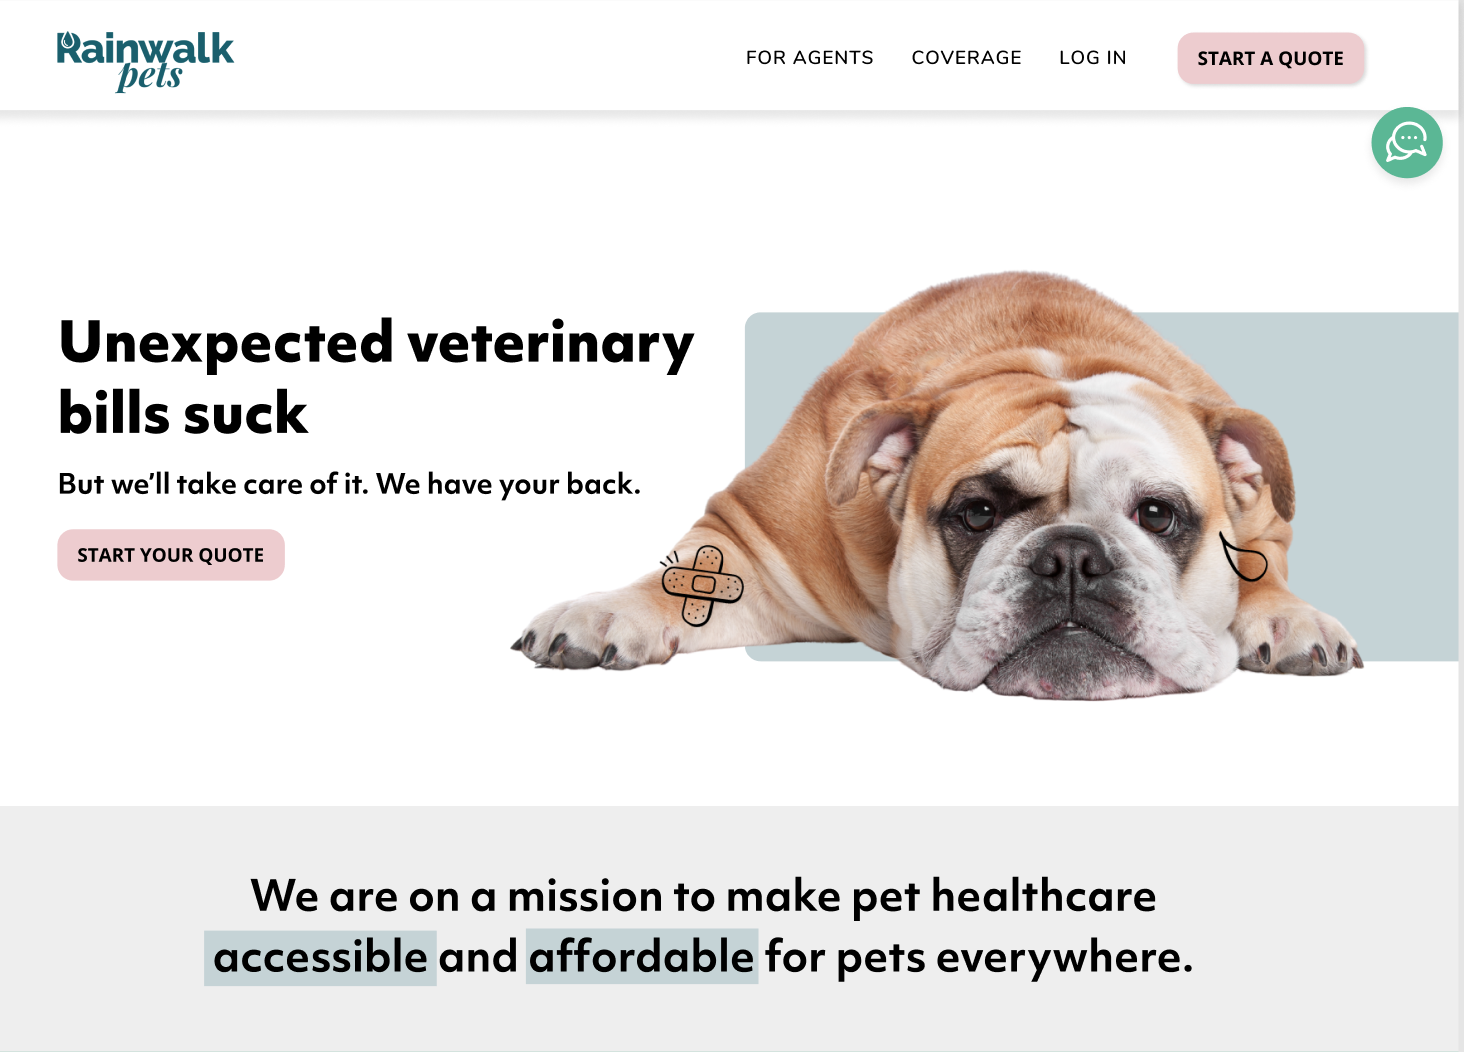 Rainwalk
pets
FOR AGENTS
COVERAGE
LOG IN
START A QUOTE
Unexpected veterinary
bills suck
But we’ll take care of it. We have your back.
START YOUR QUOTE
We are on a mission to make pet healthcare
accessible and affordable for pets everywhere.